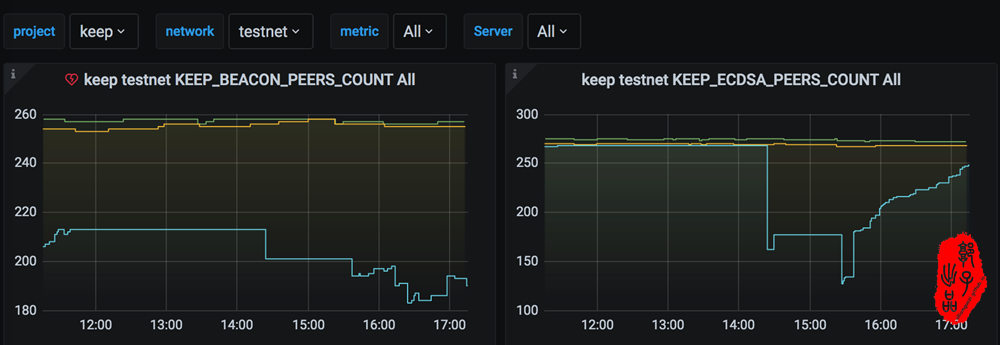 project keep network testnet metric All Server All
keep testnet KEEP_BEACON_PEERS_COUNT All
260
240
220
200
180
12:00 13:00 14:00 15:00 16:00 17:00
keep testnet KEEP_ECDSA_PEERS_COUNT All
300
250
200
150
100
12:00 13:00 14:00 15:00 16:00 17:00